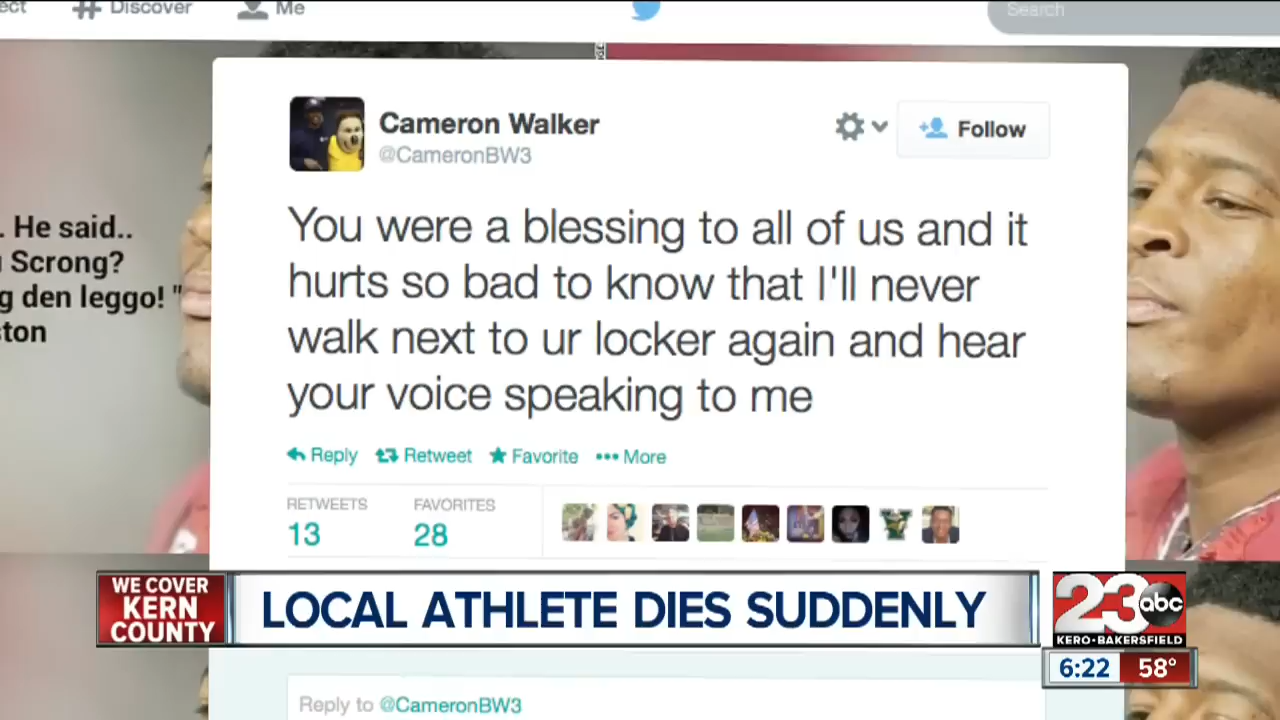 Discover
Me
Search
. He said..
Scrong?
g den leggo! "
ton
Cameron Walker
@CameronBW3
Follow
You were a blessing to all of us and it
hurts so bad to know that I'll never
walk next to ur locker again and hear
your voice speaking to me
Reply
Retweet
Favorite
More
RETWEETS
13
FAVORITES
28
WE COVER
KERN
COUNTY
LOCAL ATHLETE DIES SUDDENLY
23 abc
KERO·BAKERSFIELD
6:22
58°
Reply to @CameronBW3